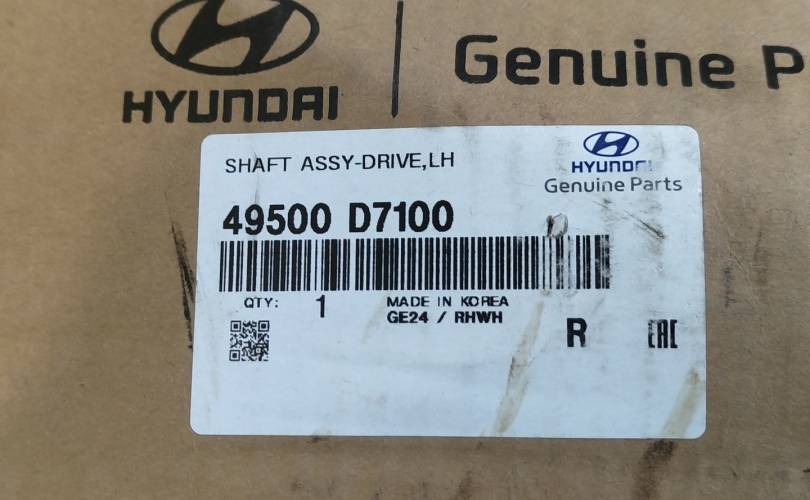 HYUNDAI
Genuine P
SHAFT ASSY-DRIVE,LH
HYUNDAI
Genuine Parts
49500 D7100
QTY: 1
MADE IN KOREA
GE24 / RHWH
R
EAC